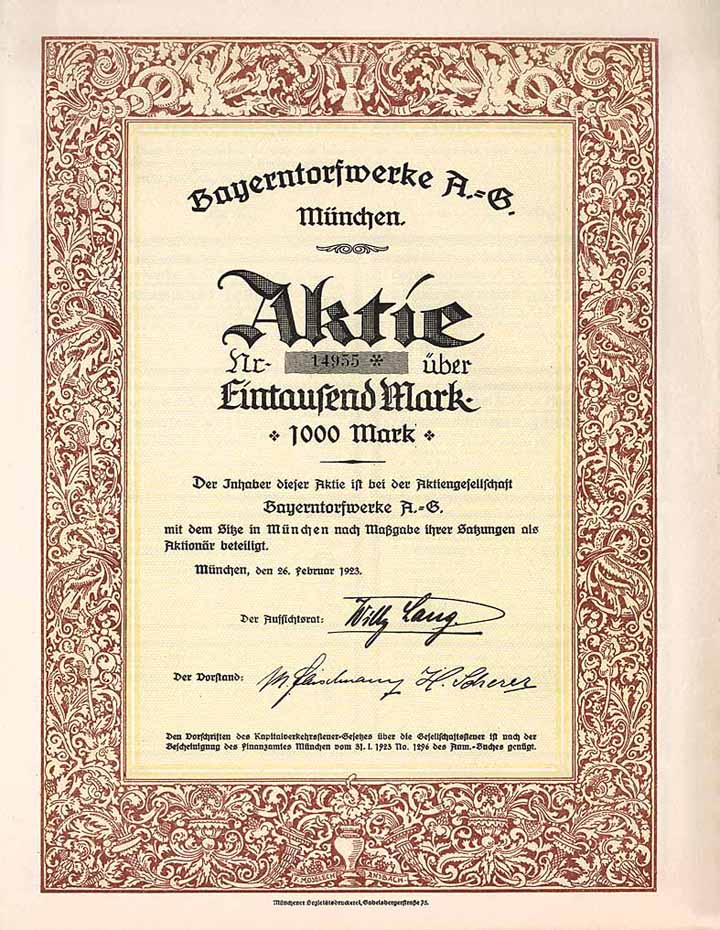 Bayerntorfwerke A.=G.
München.
Aktie
Nr. 14955 * über
Eintausend Mark.
1000 Mark
Der Inhaber dieser Aktie ist bei der Aktiengesellschaft
Bayerntorfwerke A.=G.
mit dem Sitze in München nach Maßgabe ihrer Satzungen als
Aktionär beteiligt.
München, den 26. Februar 1923.
Der Aufsichtsrat: Willy Lang.
Der Vorstand: H. Scherer
Den Vorschriften des Kapitalverkehrsteuer-Gesetzes über die Gesellschaftsteuer ist nach der
Bescheinigung des Finanzamtes München vom 31. I. 1923 No. 1296 des Anm.-Buches genügt.
ANSBACH
Gabelsbergerstraße 75.